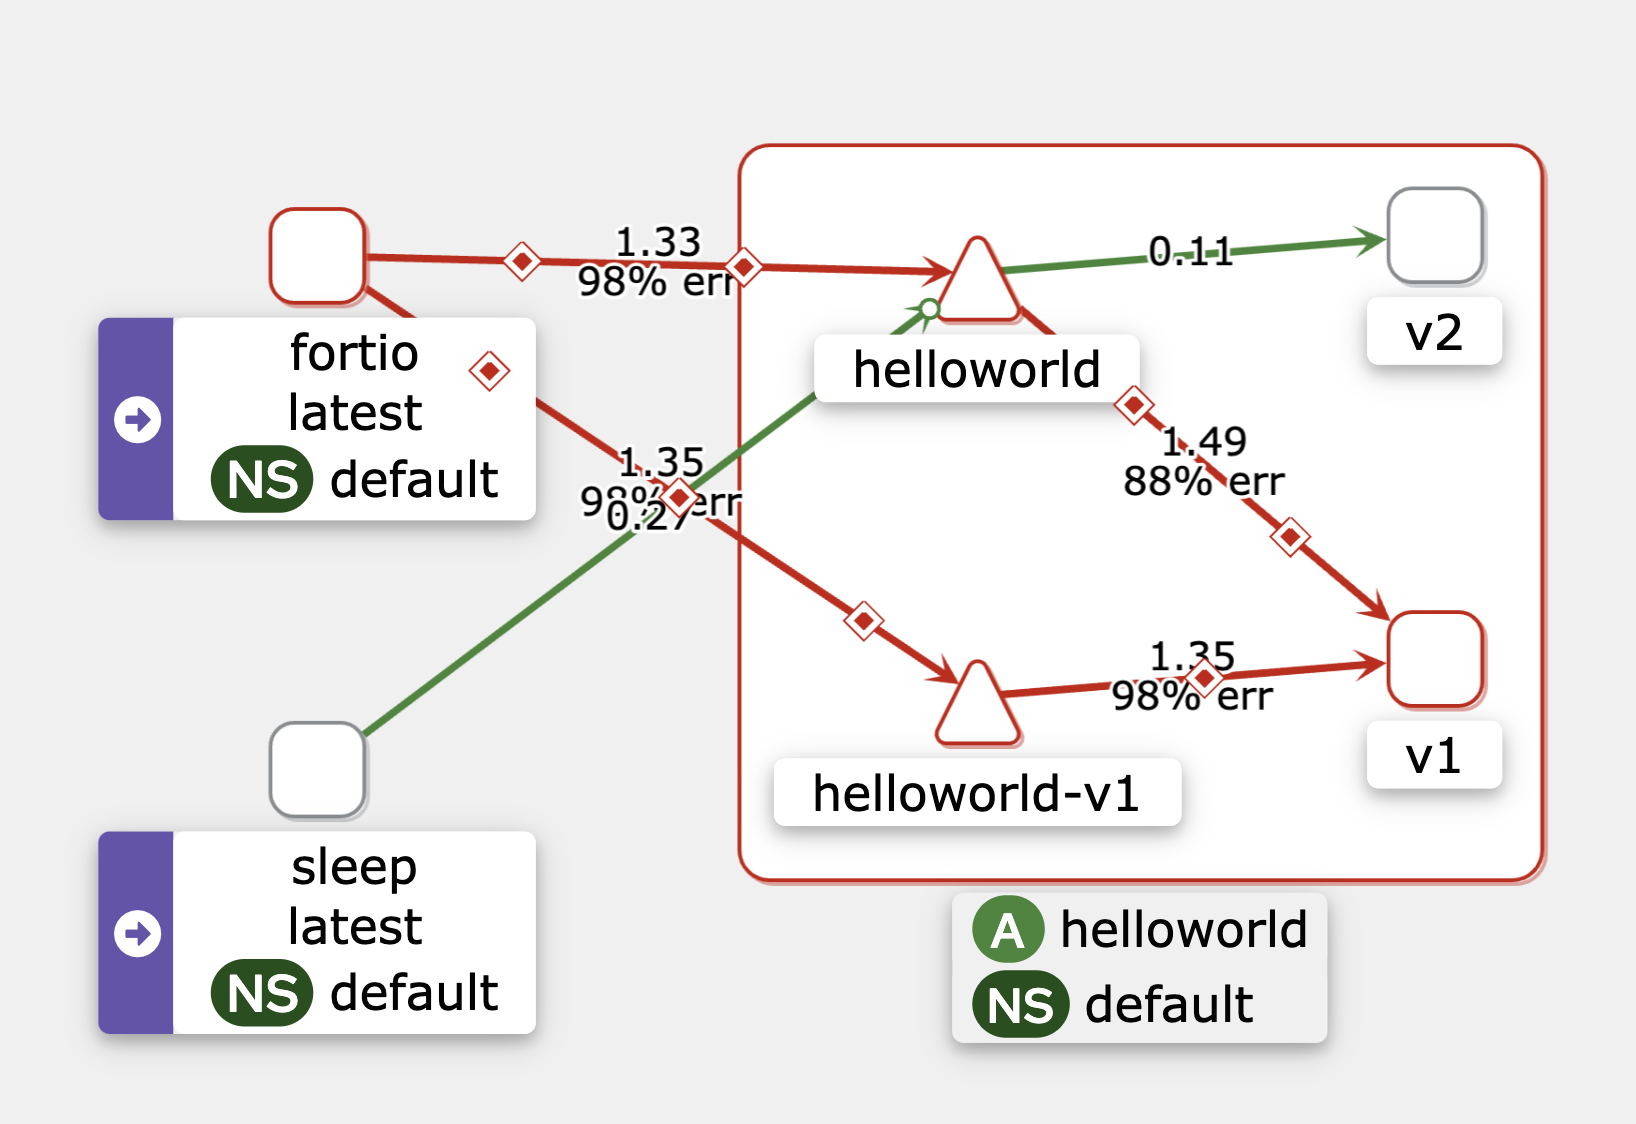 1.33
98% err
0.11
fortio
latest
NS default
helloworld
v2
1.35
98% err
0.27
1.49
88% err
1.35
98% err
v1
helloworld-v1
sleep
latest
NS default
A helloworld
NS default